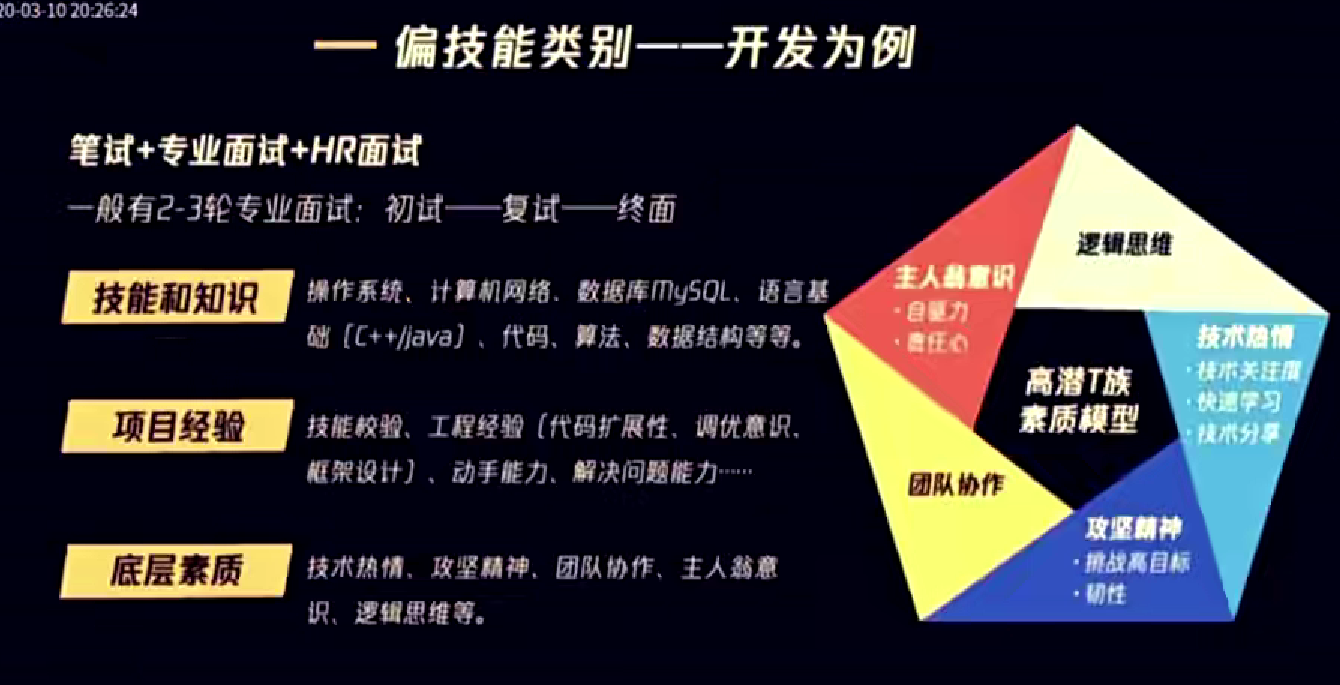 20-03-10 20:26:24
偏技能类别——开发为例
笔试+专业面试+HR面试
一般有2-3轮专业面试：初试——复试——终面
技能和知识
操作系统、计算机网络、数据库MySQL、语言基
础（C++/java）、代码、算法、数据结构等等。
项目经验
技能校验、工程经验（代码扩展性、调优意识、
框架设计）、动手能力、解决问题能力……
底层素质
技术热情、攻坚精神、团队协作、主人翁意
识、逻辑思维等。
逻辑思维
主人翁意识
·自驱力
·责任心
技术热情
·技术关注度
·快速学习
·技术分享
高潜T族
素质模型
团队协作
攻坚精神
·挑战高目标
·韧性